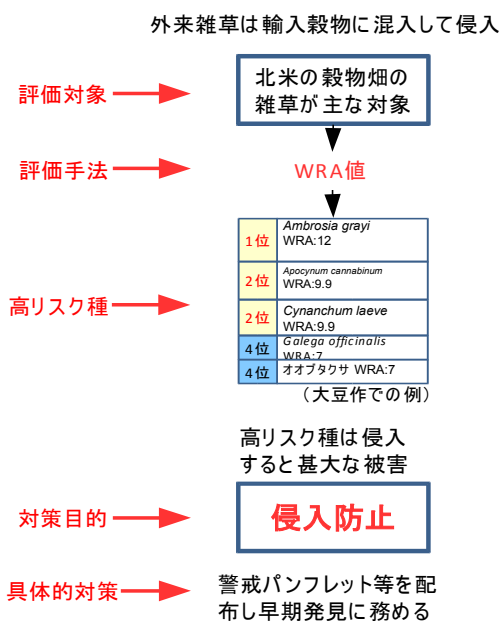 外来雑草は輸入穀物に混入して侵入
評価対象
北米の穀物畑の
雑草が主な対象
評価手法
WRA値
高リスク種
1位
Ambrosia grayi
WRA:12
2位
Apocynum cannabinum
WRA:9.9
2位
Cynanchum laeve
WRA:9.9
4位
Galega officinalis
WRA:7
4位
オオブタクサ WRA:7
（大豆作での例）
高リスク種は侵入
すると甚大な被害
対策目的
侵入防止
具体的対策
警戒パンフレット等を配
布し早期発見に務める